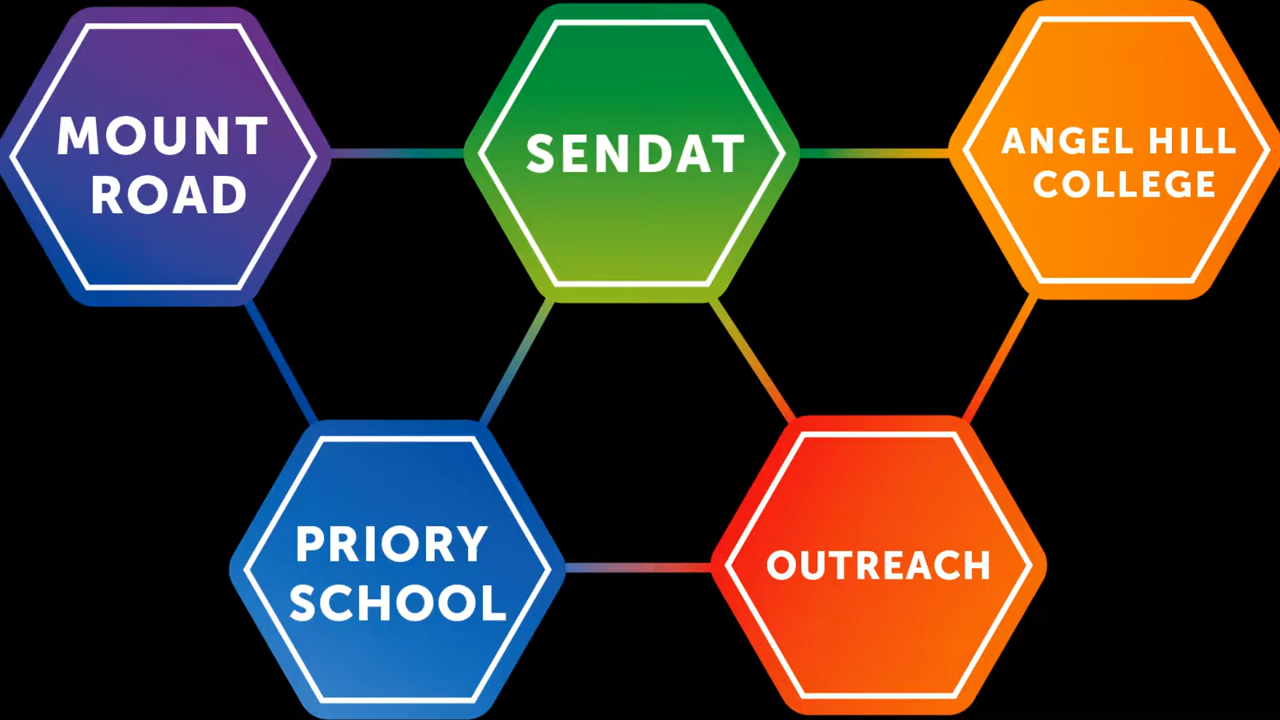 MOUNT
ROAD
SENDAT
ANGEL HILL
COLLEGE
PRIORY
SCHOOL
OUTREACH